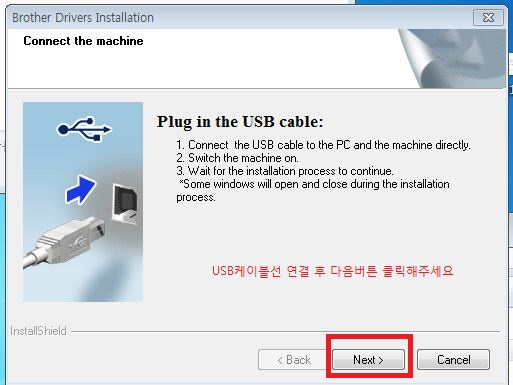 Brother Drivers Installation
Connect the machine
Plug in the USB cable:
1. Connect the USB cable to the PC and the machine directly.
2. Switch the machine on.
3. Wait for the installation process to continue.
*Some windows will open and close during the installation
process.
USB케이블선 연결 후 다음버튼 클릭해주세요
InstallShield
< Back
Next >
Cancel